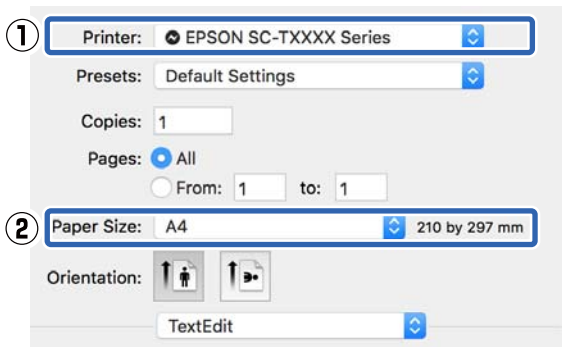 ① Printer: EPSON SC-TXXXX Series
Presets: Default Settings
Copies: 1
Pages: All
From: 1 to: 1
② Paper Size: A4 210 by 297 mm
Orientation:
TextEdit